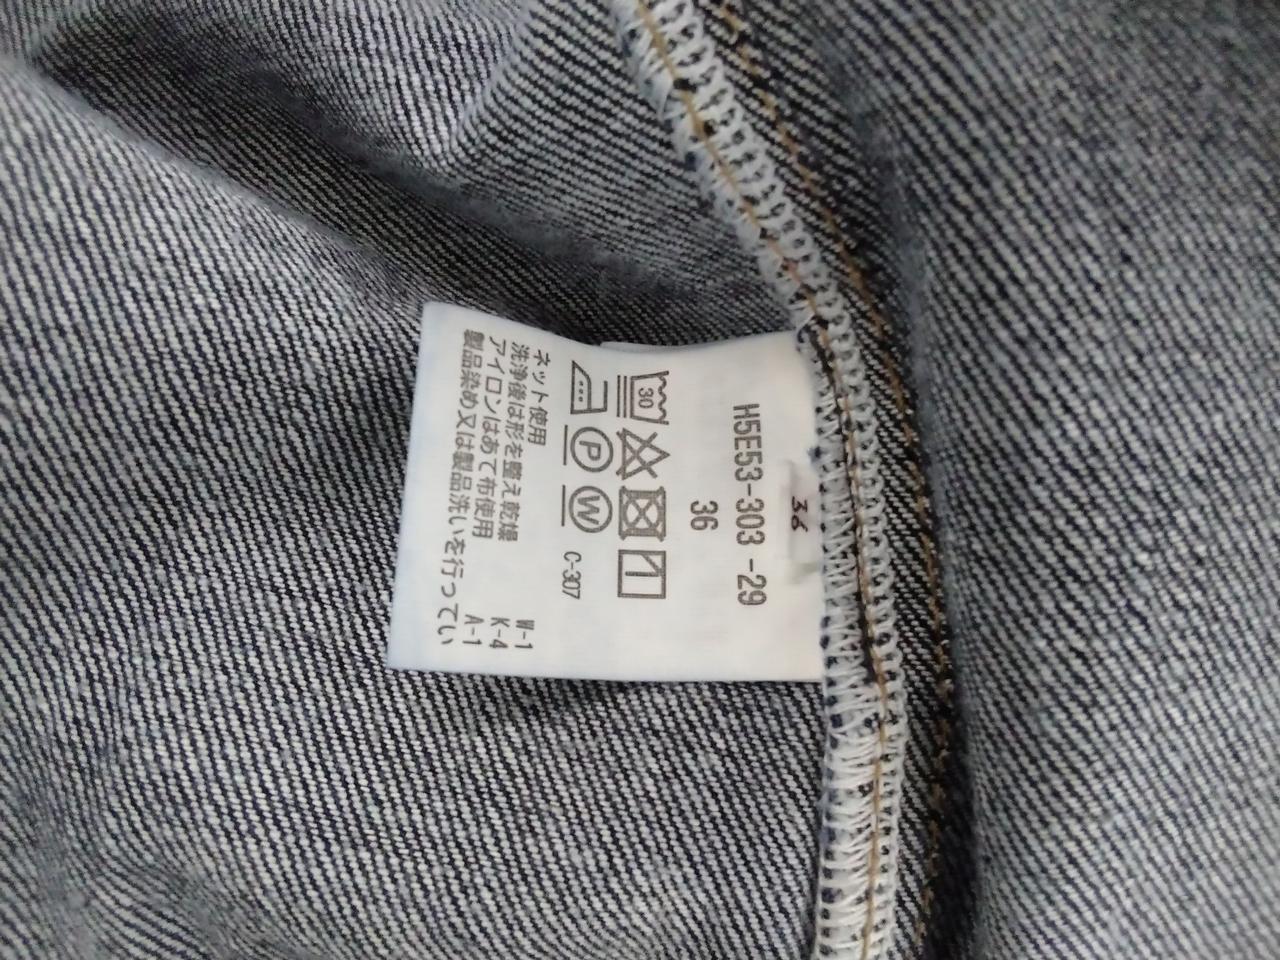 36
H5E53-303 -29
36
30
P W C-307
ネット使用
洗浄後は形を整え乾燥 W-1
アイロンはあて布使用 K-4
製品染め又は製品洗いを行ってい A-1